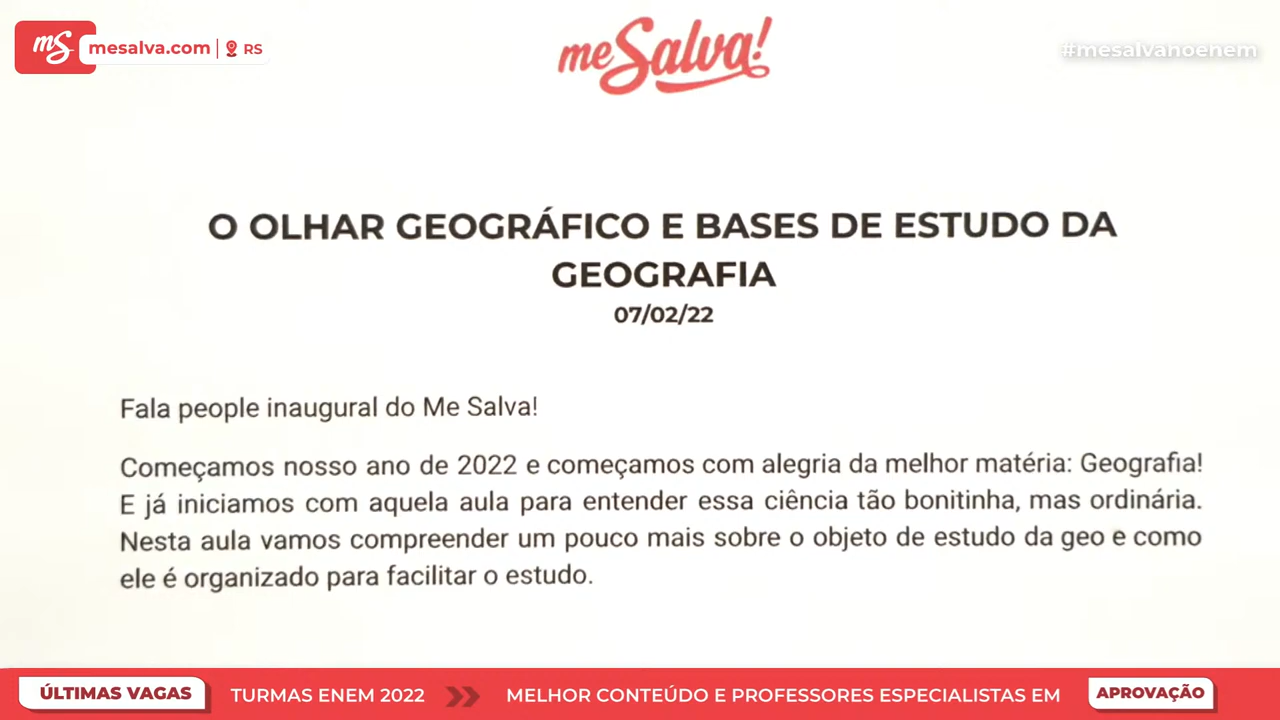 mS mesalva.com | RS
me Salva!
#mesalvanoenem
O OLHAR GEOGRÁFICO E BASES DE ESTUDO DA
GEOGRAFIA
07/02/22
Fala people inaugural do Me Salva!
Começamos nosso ano de 2022 e começamos com alegria da melhor matéria: Geografia!
E já iniciamos com aquela aula para entender essa ciência tão bonitinha, mas ordinária.
Nesta aula vamos compreender um pouco mais sobre o objeto de estudo da geo e como
ele é organizado para facilitar o estudo.
ÚLTIMAS VAGAS TURMAS ENEM 2022 MELHOR CONTEÚDO E PROFESSORES ESPECIALISTAS EM APROVAÇÃO